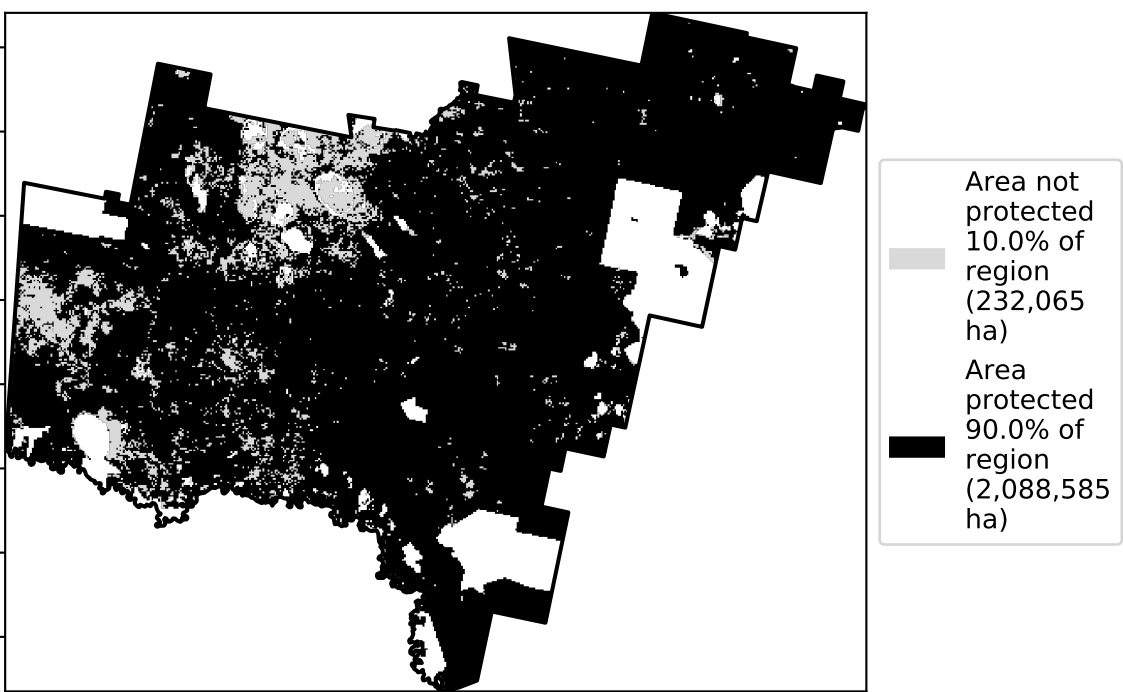 Area not
protected
10.0% of
region
(232,065
ha)
Area
protected
90.0% of
region
(2,088,585
ha)